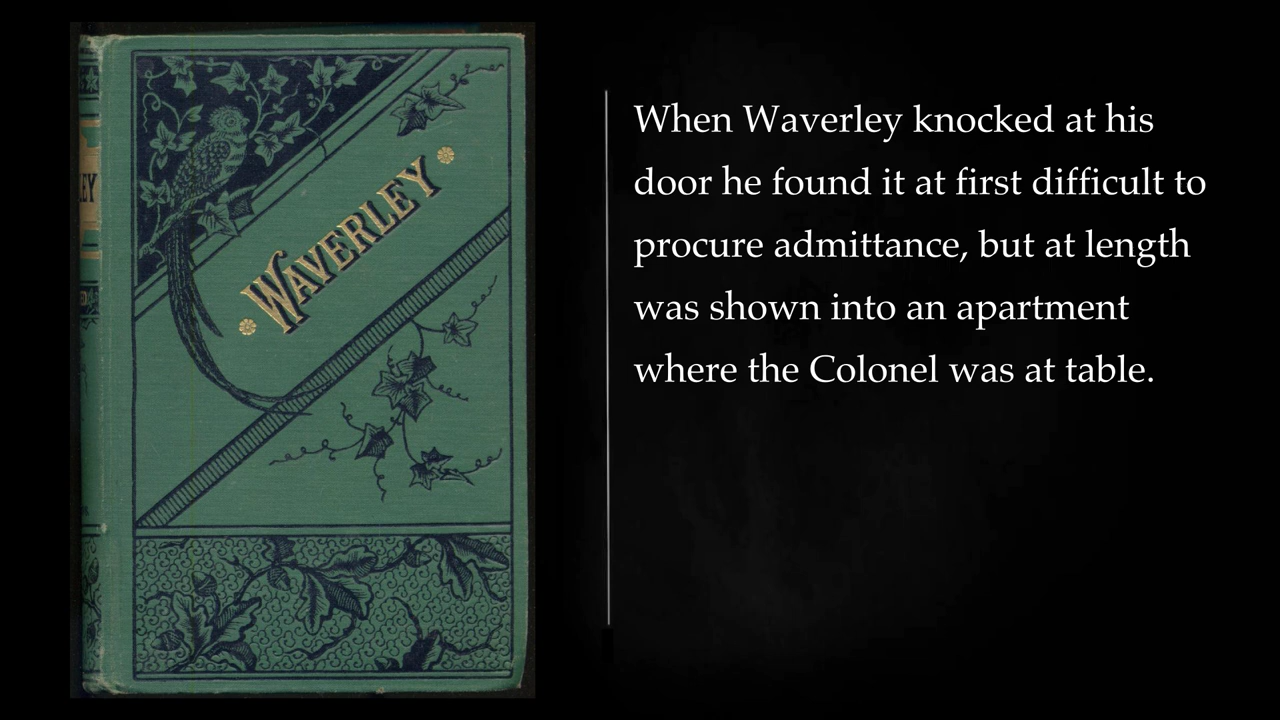 WAVERLEY
When Waverley knocked at his
door he found it at first difficult to
procure admittance, but at length
was shown into an apartment
where the Colonel was at table.